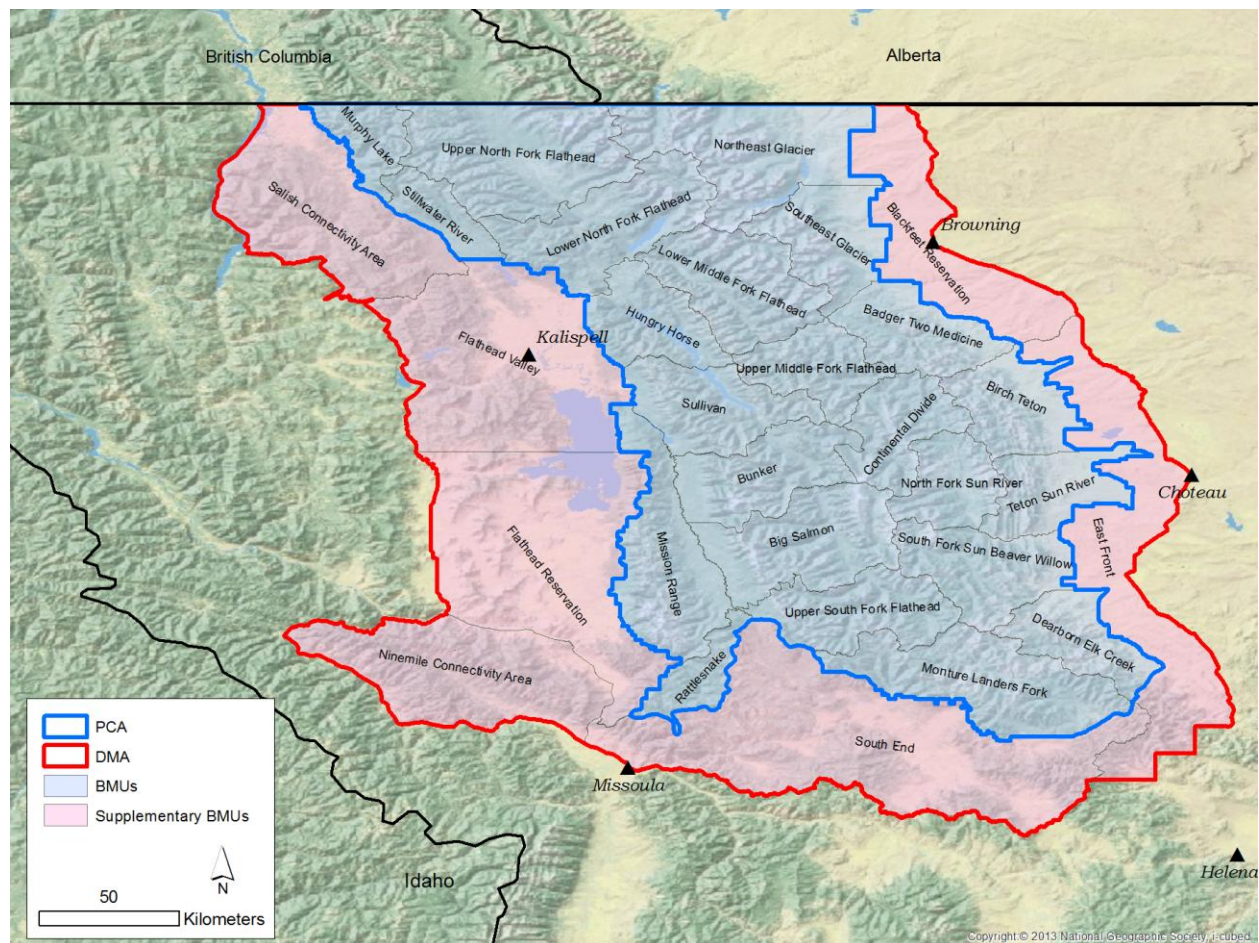 British Columbia
Alberta
Murphy Lake
Upper North Fork Flathead
Northeast Glacier
Salish Connectivity Area
Stillwater River
Lower North Fork Flathead
Southeast Glacier
Blackfeet Reservation
Browning
Lower Middle Fork Flathead
Hungry Horse
Badger Two Medicine
Kalispell
Flathead Valley
Upper Middle Fork Flathead
Birch Teton
Sullivan
Continental Divide
Bunker
North Fork Sun River
Teton Sun River
Choteau
East Front
Big Salmon
South Fork Sun Beaver Willow
Flathead Reservation
Mission Range
Upper South Fork Flathead
Dearborn Elk Creek
Ninemile Connectivity Area
Rattlesnake
Monture Landers Fork
South End
Missoula
Helena
Idaho
PCA
DMA
BMUs
Supplementary BMUs
N
50
Kilometers
Copyright:© 2013 National Geographic Society, i-cubed